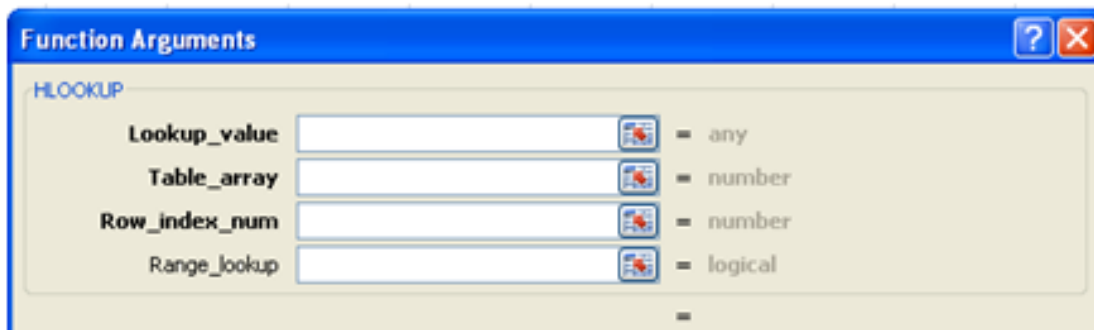 Function Arguments ?
HLOOKUP
Lookup_value = any
Table_array = number
Row_index_num = number
Range_lookup = logical
=